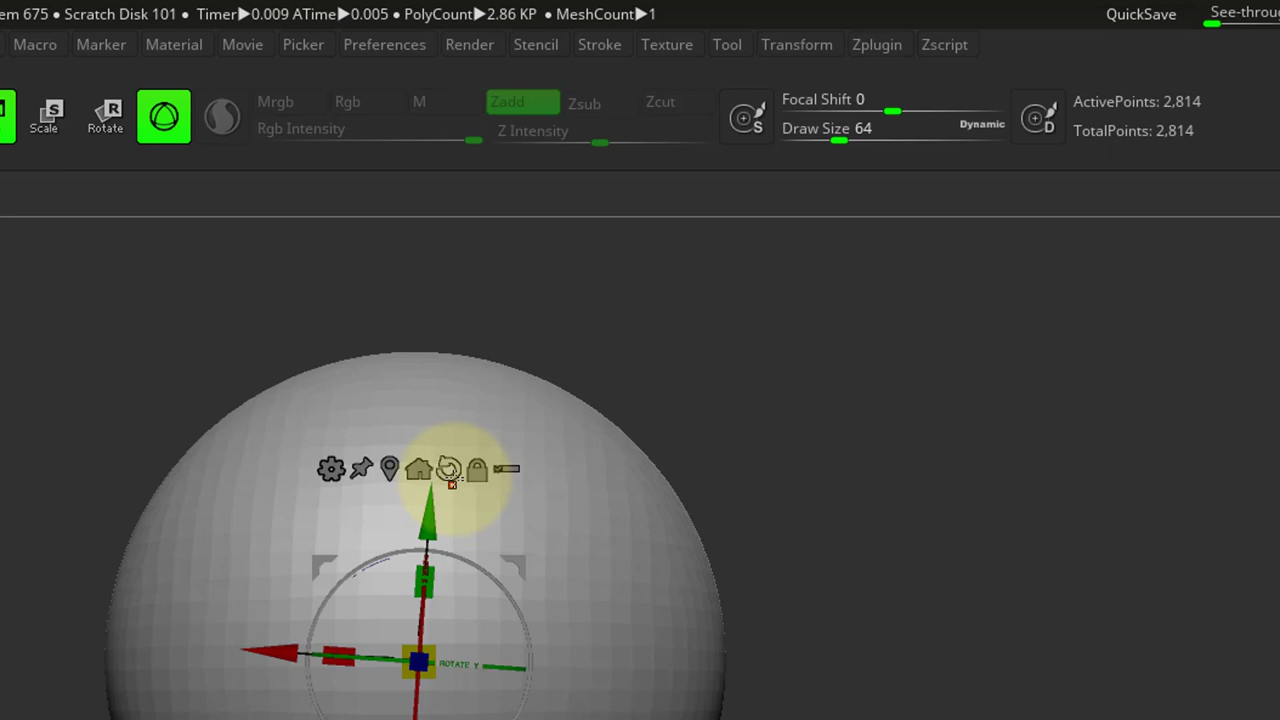 em 675 ● Scratch Disk 101 ● Timer▶0.009 ATime▶0.005 ● PolyCount▶2.86 KP ● MeshCount▶1 QuickSave See-throu
Macro Marker Material Movie Picker Preferences Render Stencil Stroke Texture Tool Transform Zplugin Zscript
S Scale R Rotate Mrgb Rgb M Zadd Zsub Zcut S Focal Shift 0 D ActivePoints: 2,814
Rgb Intensity Z Intensity Draw Size 64 Dynamic TotalPoints: 2,814
ROTATE Y